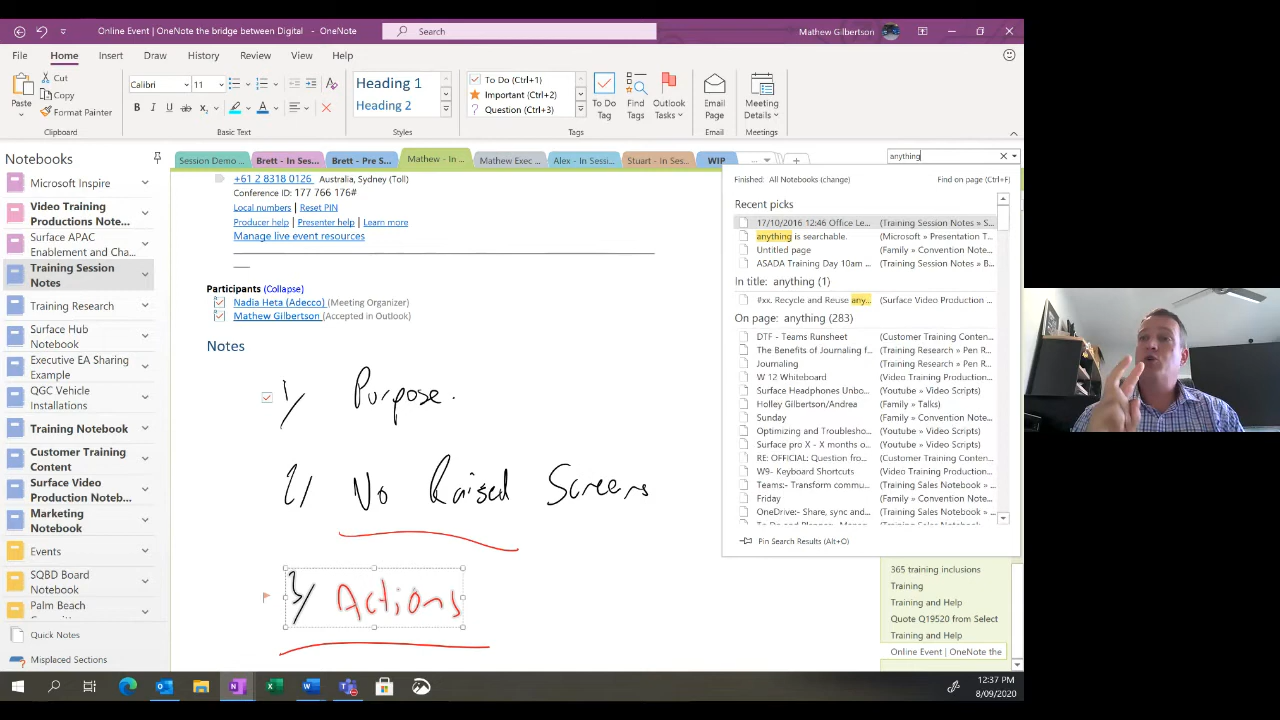 Online Event | OneNote the bridge between Digital - OneNote
Search
Mathew Gilbertson
File Home Insert Draw History Review View Help
Paste
Cut
Copy
Format Painter
Clipboard
Calibri 11
B I U ab
Basic Text
Heading 1
Heading 2
Styles
To Do (Ctrl+1)
Important (Ctrl+2)
Question (Ctrl+3)
To Do Tag
Find Tags
Outlook Tasks
Tags
Email Page
Email
Meeting Details
Meetings
Notebooks
Session Demo ...
Brett - In Ses...
Brett - Pre S...
Mathew - In ...
Mathew Exec ...
Alex - In Sessi...
Stuart - In Ses...
WIP
...
anything
Microsoft Inspire
Video Training
Productions Note...
Surface APAC
Enablement and Cha...
Training Session
Notes
Training Research
Surface Hub
Notebook
Executive EA Sharing
Example
QGC Vehicle
Installations
Training Notebook
Customer Training
Content
Surface Video
Production Noteb...
Marketing
Notebook
Events
SQBD Board
Notebook
Palm Beach
Quick Notes
Misplaced Sections
+61 2 8318 0126 Australia, Sydney (Toll)
Conference ID: 177 766 176#
Local numbers | Reset PIN
Producer help | Presenter help | Learn more
Manage live event resources
Participants (Collapse)
Nadia Heta (Adecco) (Meeting Organizer)
Mathew Gilbertson (Accepted in Outlook)
Notes
1/ Purpose.
2/ No Raised Screens
3/ Actions
Finished: All Notebooks (change)
Find on page (Ctrl+F)
Recent picks
17/10/2016 12:46 Office Le... (Training Session Notes » S...
anything is searchable. (Microsoft » Presentation T...
Untitled page (Family » Convention Note...
ASADA Training Day 10am ... (Training Session Notes » B...
In title: anything (1)
#xx. Recycle and Reuse any... (Surface Video Production ...
On page: anything (283)
DTF - Teams Runsheet (Customer Training Conten...
The Benefits of Journaling f... (Training Research » Pen R...
Journaling (Training Research » Pen R...
W 12 Whiteboard (Video Training Production...
Surface Headphones Unbo... (Youtube » Video Scripts)
Holley Gilbertson/Andrea (Family » Talks)
Sunday (Family » Convention Note...
Optimizing and Troublesho... (Youtube » Video Scripts)
Surface pro X - X months o... (Youtube » Video Scripts)
RE: OFFICIAL: Question fro... (Customer Training Conten...
W9- Keyboard Shortcuts (Video Training Production...
Teams:- Transform commu... (Training Sales Notebook » ...
Friday (Family » Convention Note...
OneDrive:- Share, sync and... (Training Sales Notebook » ...
Pin Search Results (Alt+O)
365 training inclusions
Training
Training and Help
Quote Q19520 from Select
Training and Help
Online Event | OneNote the
12:37 PM
8/09/2020